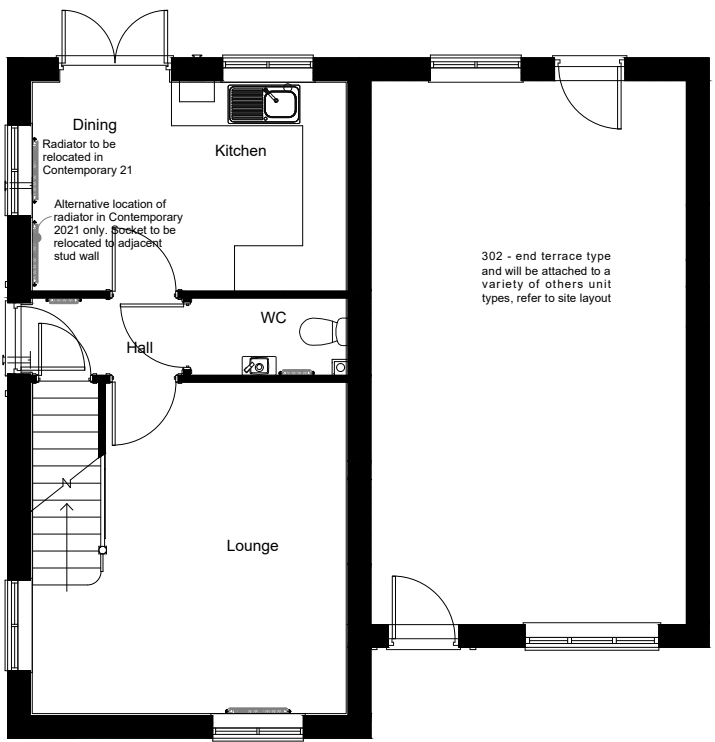 Dining
Radiator to be
relocated in
Contemporary 21
Kitchen
Alternative location of
radiator in Contemporary
2021 only. Socket to be
relocated to adjacent
stud wall
302 - end terrace type
and will be attached to a
variety of others unit
types, refer to site layout
WC
Hall
N
Lounge